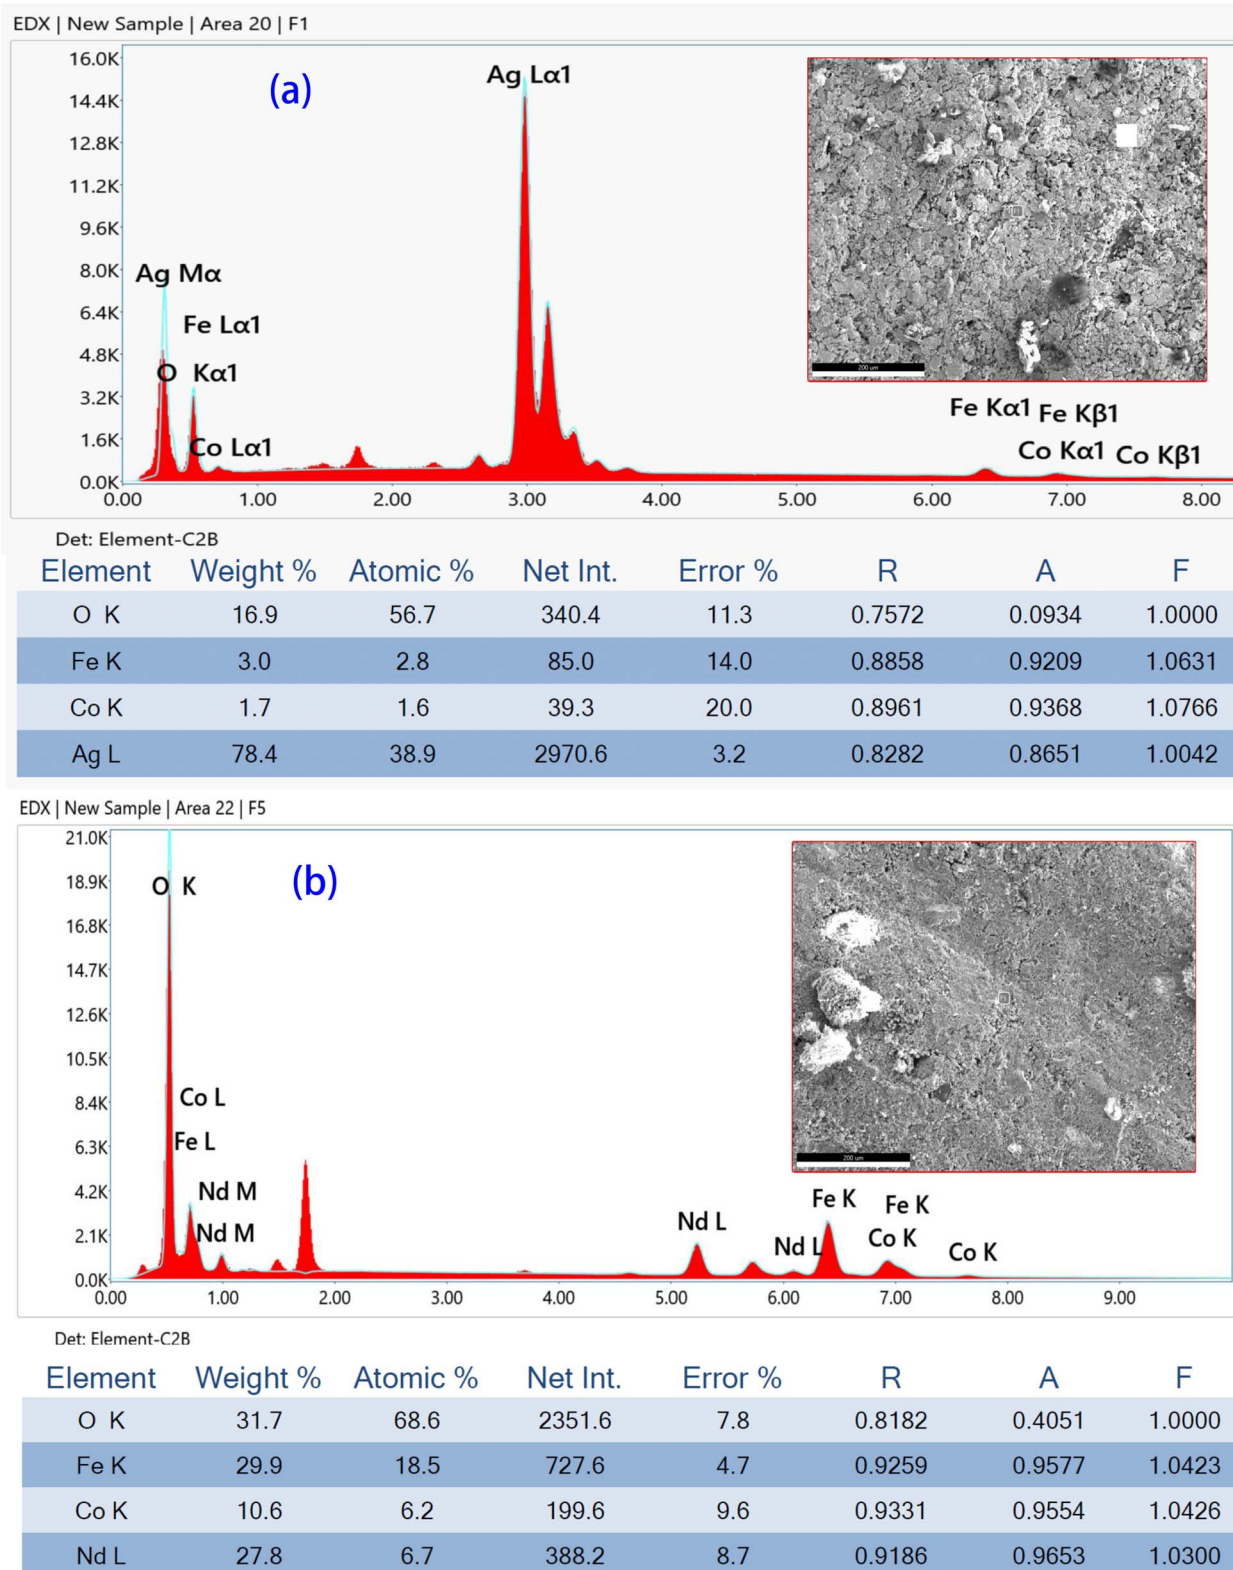 EDX | New Sample | Area 20 | F1
(a)
16.0K
14.4K
12.8K
11.2K
9.6K
8.0K
6.4K
4.8K
3.2K
1.6K
0.0K
Ag Lα1
Ag Mα
Fe Lα1
O Kα1
Co Lα1
Fe Kα1 Fe Kβ1
Co Kα1 Co Kβ1
200 um
0.00 1.00 2.00 3.00 4.00 5.00 6.00 7.00 8.00
Det: Element-C2B
Element Weight % Atomic % Net Int. Error % R A F
O K 16.9 56.7 340.4 11.3 0.7572 0.0934 1.0000
Fe K 3.0 2.8 85.0 14.0 0.8858 0.9209 1.0631
Co K 1.7 1.6 39.3 20.0 0.8961 0.9368 1.0766
Ag L 78.4 38.9 2970.6 3.2 0.8282 0.8651 1.0042
EDX | New Sample | Area 22 | F5
(b)
21.0K
18.9K
16.8K
14.7K
12.6K
10.5K
8.4K
6.3K
4.2K
2.1K
0.0K
O K
Co L
Fe L
Nd M
Nd M
Nd L
Nd L
Fe K
Fe K
Co K
Co K
200 um
0.00 1.00 2.00 3.00 4.00 5.00 6.00 7.00 8.00 9.00
Det: Element-C2B
Element Weight % Atomic % Net Int. Error % R A F
O K 31.7 68.6 2351.6 7.8 0.8182 0.4051 1.0000
Fe K 29.9 18.5 727.6 4.7 0.9259 0.9577 1.0423
Co K 10.6 6.2 199.6 9.6 0.9331 0.9554 1.0426
Nd L 27.8 6.7 388.2 8.7 0.9186 0.9653 1.0300